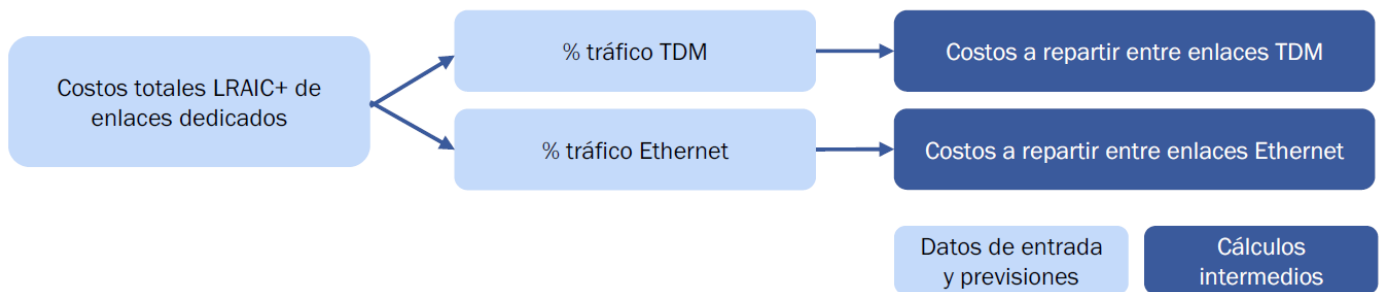 Costos totales LRAIC+ de
enlaces dedicados
% tráfico TDM
Costos a repartir entre enlaces TDM
% tráfico Ethernet
Costos a repartir entre enlaces Ethernet
Datos de entrada
y previsiones
Cálculos
intermedios